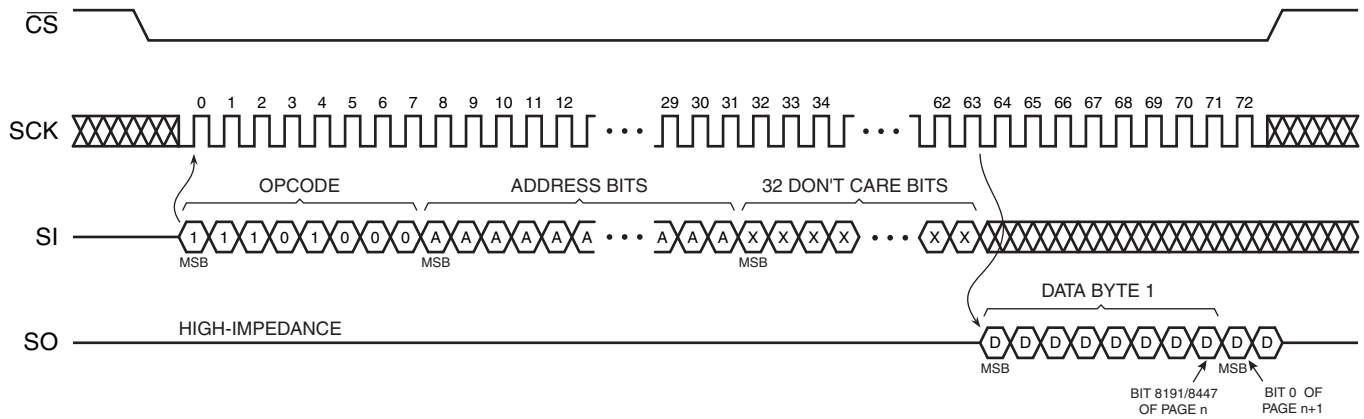 CS
SCK
0 1 2 3 4 5 6 7 8 9 10 11 12 29 30 31 32 33 34 62 63 64 65 66 67 68 69 70 71 72
OPCODE ADDRESS BITS 32 DON'T CARE BITS
SI 1 1 1 0 1 0 0 0 A A A A A A A A A X X X X X X
MSB MSB MSB
DATA BYTE 1
HIGH-IMPEDANCE
SO D D D D D D D D D D
MSB MSB
BIT 8191/8447
OF PAGE n
BIT 0 OF
PAGE n+1